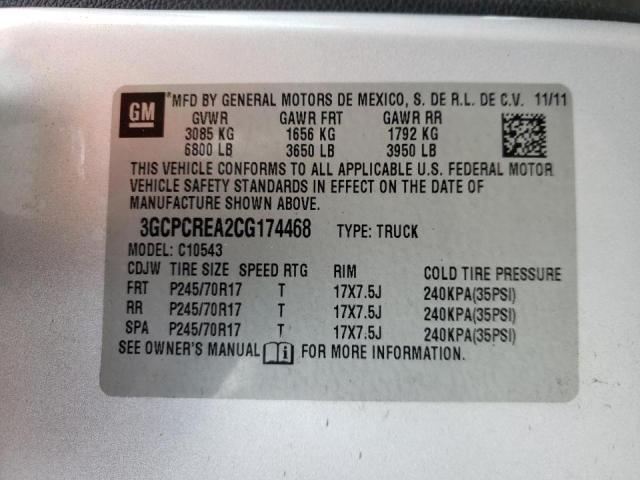 GM *MFD BY GENERAL MOTORS DE MEXICO, S. DE R.L. DE C.V. 11/11
GVWR GAWR FRT GAWR RR
3085 KG 1656 KG 1792 KG
6800 LB 3650 LB 3950 LB
THIS VEHICLE CONFORMS TO ALL APPLICABLE U.S. FEDERAL MOTOR
VEHICLE SAFETY STANDARDS IN EFFECT ON THE DATE OF
MANUFACTURE SHOWN ABOVE.
3GCPCREA2CG174468 TYPE: TRUCK
MODEL: C10543
CDJW TIRE SIZE SPEED RTG RIM COLD TIRE PRESSURE
FRT P245/70R17 T 17X7.5J 240KPA(35PSI)
RR P245/70R17 T 17X7.5J 240KPA(35PSI)
SPA P245/70R17 T 17X7.5J 240KPA(35PSI)
SEE OWNER'S MANUAL FOR MORE INFORMATION.